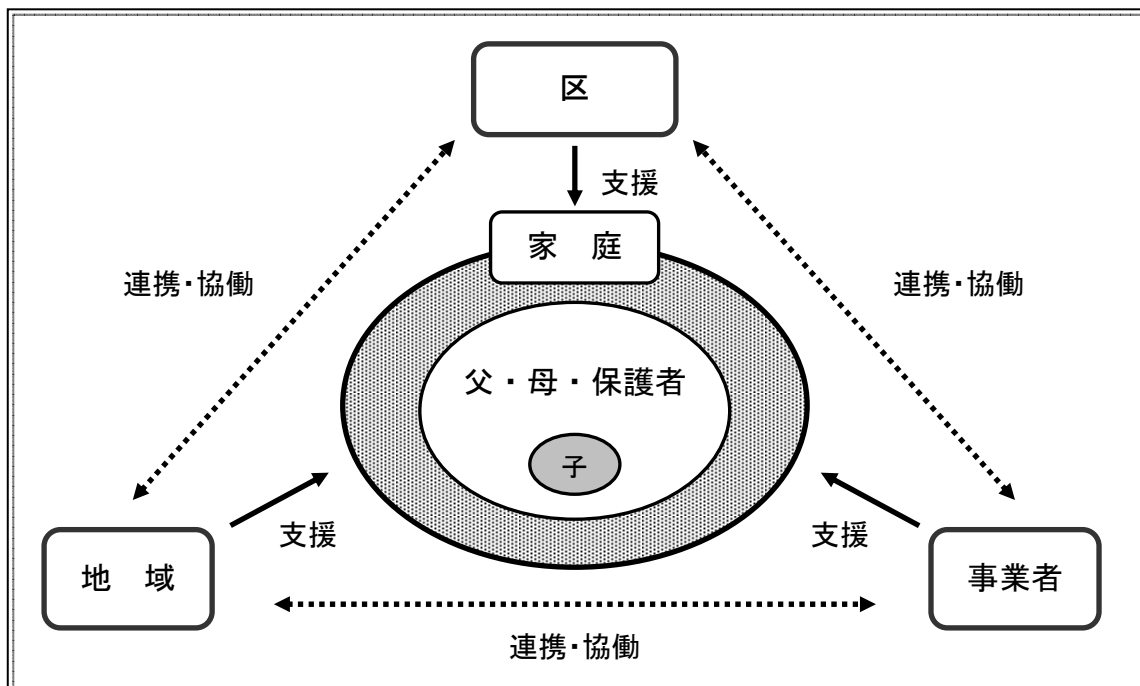 区
支援
家　庭
連携・協働
連携・協働
父・母・保護者
子
支援
支援
地　域
事業者
連携・協働